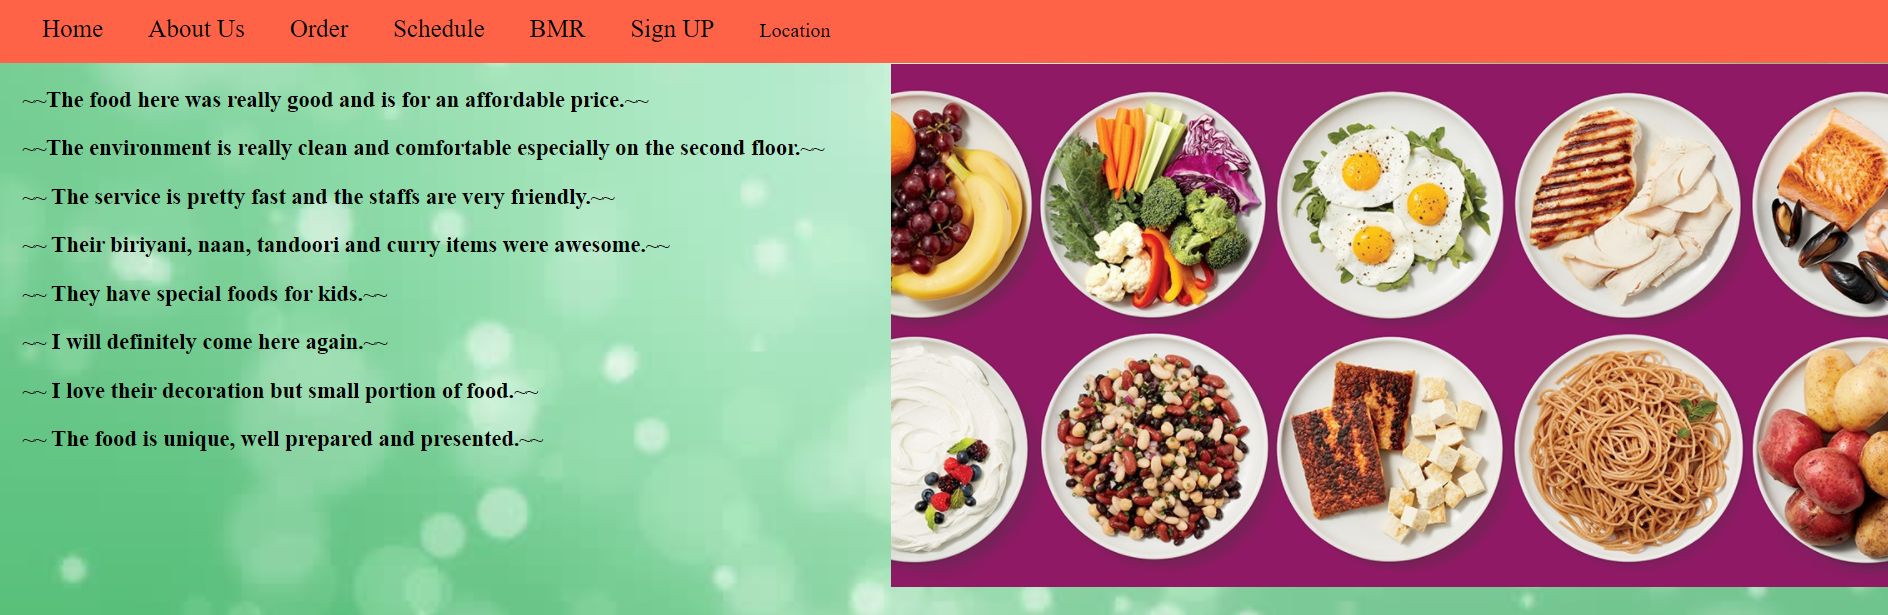 Home About Us Order Schedule BMR Sign UP Location
~~The food here was really good and is for an affordable price.~~
~~The environment is really clean and comfortable especially on the second floor.~~
~~ The service is pretty fast and the staffs are very friendly.~~
~~ Their biriyani, naan, tandoori and curry items were awesome.~~
~~ They have special foods for kids.~~
~~ I will definitely come here again.~~
~~ I love their decoration but small portion of food.~~
~~ The food is unique, well prepared and presented.~~